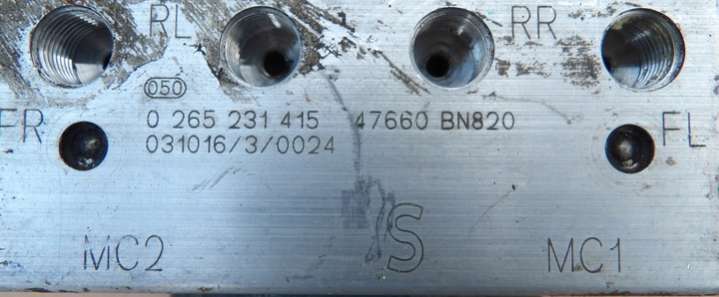 RL RR
050
FR 0 265 231 415 47660 BN820 FL
031016/3/0024
MC2 S MC1